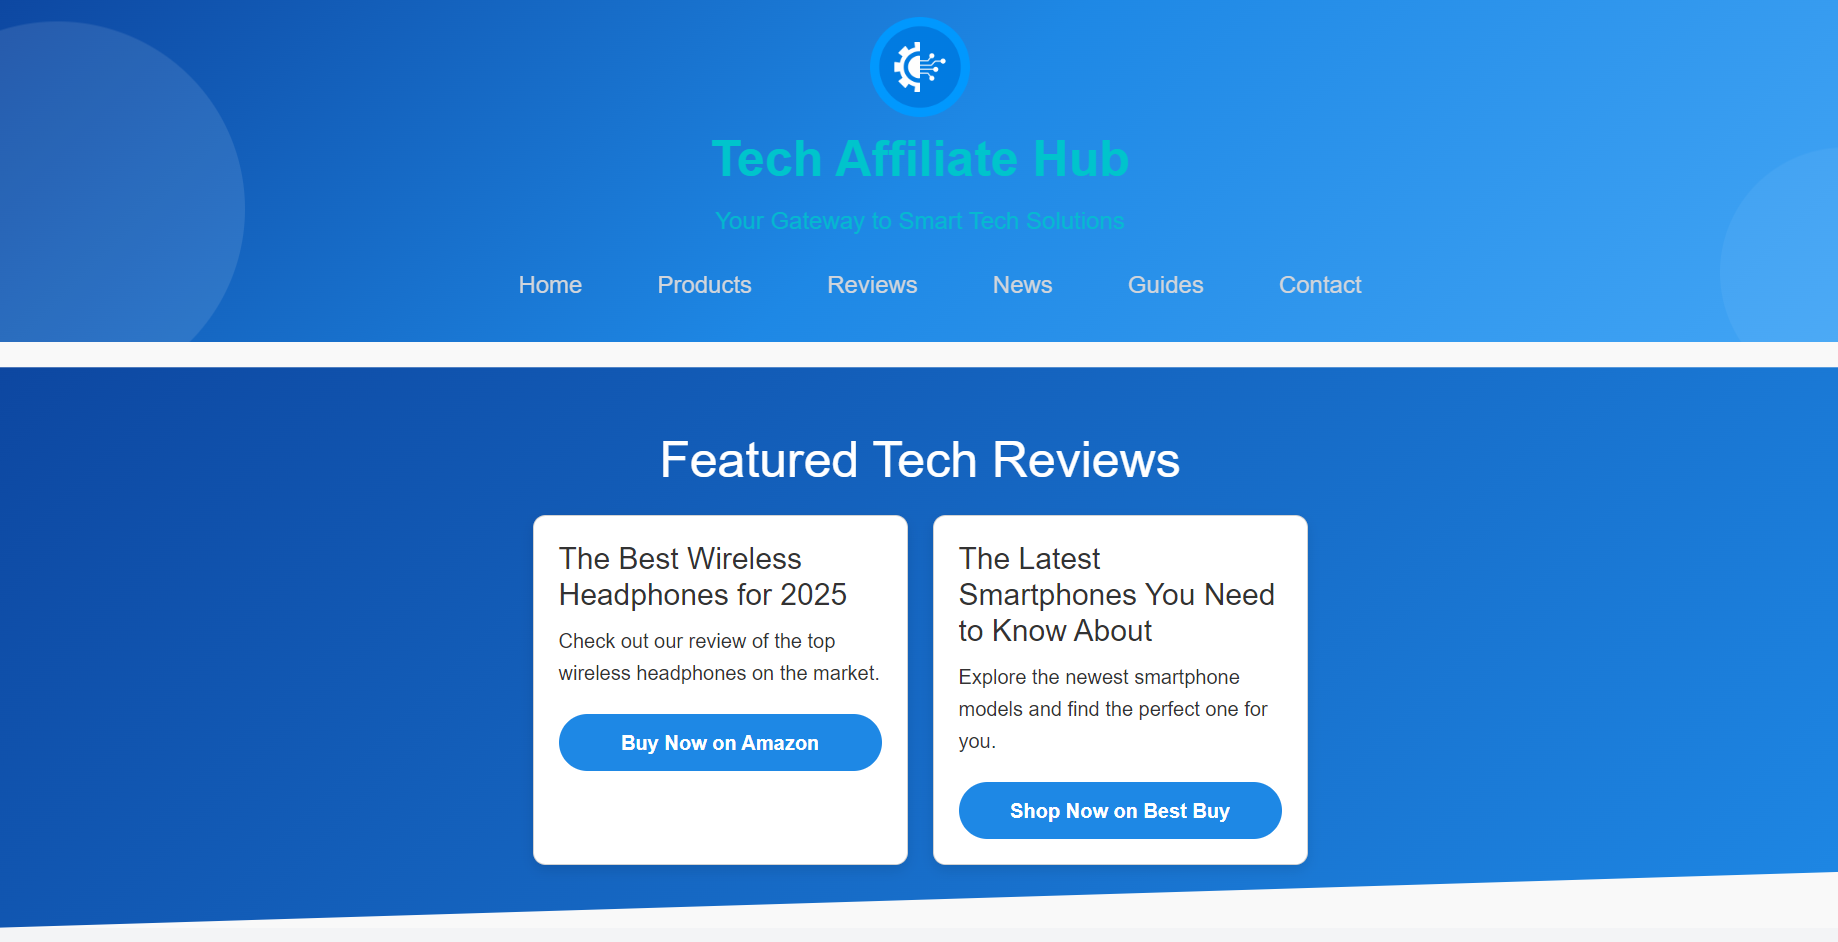 Tech Affiliate Hub
Your Gateway to Smart Tech Solutions
Home Products Reviews News Guides Contact
Featured Tech Reviews
The Best Wireless
Headphones for 2025
Check out our review of the top
wireless headphones on the market.
Buy Now on Amazon
The Latest
Smartphones You Need
to Know About
Explore the newest smartphone
models and find the perfect one for
you.
Shop Now on Best Buy